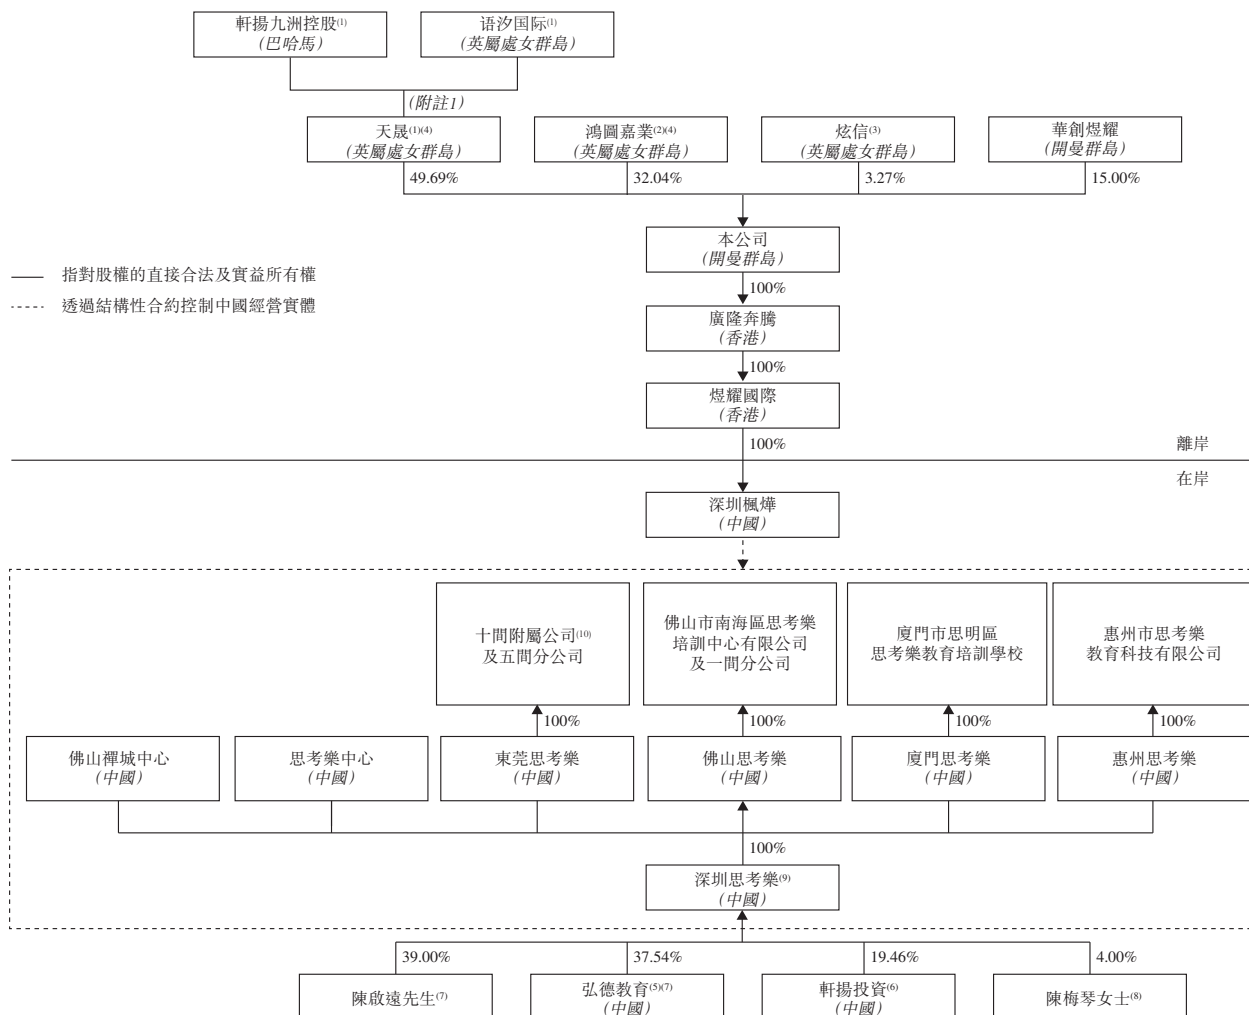 軒揚九洲控股(1)
(巴哈馬)
语汐国际(1)
(英屬處女群島)
(附註1)
天晟(1)(4)
(英屬處女群島)
鴻圖嘉業(2)(4)
(英屬處女群島)
炫信(3)
(英屬處女群島)
華創煜耀
(開曼群島)
49.69%
32.04%
3.27%
15.00%
本公司
(開曼群島)
指對股權的直接合法及實益所有權
透過結構性合約控制中國經營實體
100%
廣隆奔騰
(香港)
100%
煜耀國際
(香港)
100%
離岸
在岸
深圳楓燁
(中國)
十間附屬公司(10)
及五間分公司
佛山市南海區思考樂
培訓中心有限公司
及一間分公司
廈門市思明區
思考樂教育培訓學校
惠州市思考樂
教育科技有限公司
100%
100%
100%
100%
佛山禪城中心
(中國)
思考樂中心
(中國)
東莞思考樂
(中國)
佛山思考樂
(中國)
廈門思考樂
(中國)
惠州思考樂
(中國)
100%
深圳思考樂(9)
(中國)
39.00%
37.54%
19.46%
4.00%
陳啟遠先生(7)
弘德教育(5)(7)
(中國)
軒揚投資(6)
(中國)
陳梅琴女士(8)